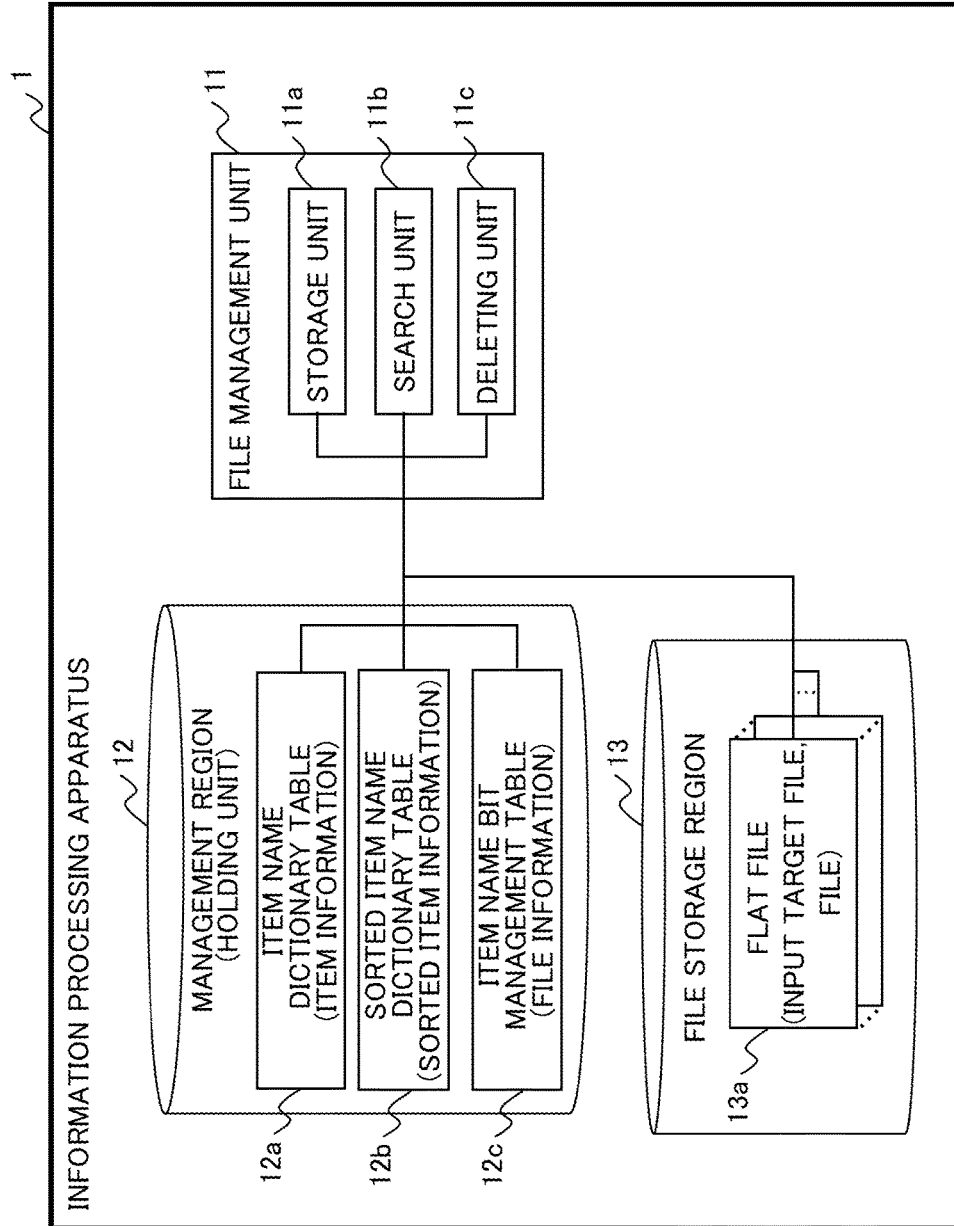 1
INFORMATION PROCESSING APPARATUS
12
MANAGEMENT REGION
(HOLDING UNIT)
12a
ITEM NAME
DICTIONARY TABLE
(ITEM INFORMATION)
12b
SORTED ITEM NAME
DICTIONARY TABLE
(SORTED ITEM INFORMATION)
12c
ITEM NAME BIT
MANAGEMENT TABLE
(FILE INFORMATION)
11
FILE MANAGEMENT UNIT
11a
STORAGE UNIT
11b
SEARCH UNIT
11c
DELETING UNIT
13
FILE STORAGE REGION
13a
FLAT FILE
(INPUT TARGET FILE,
FILE)
...